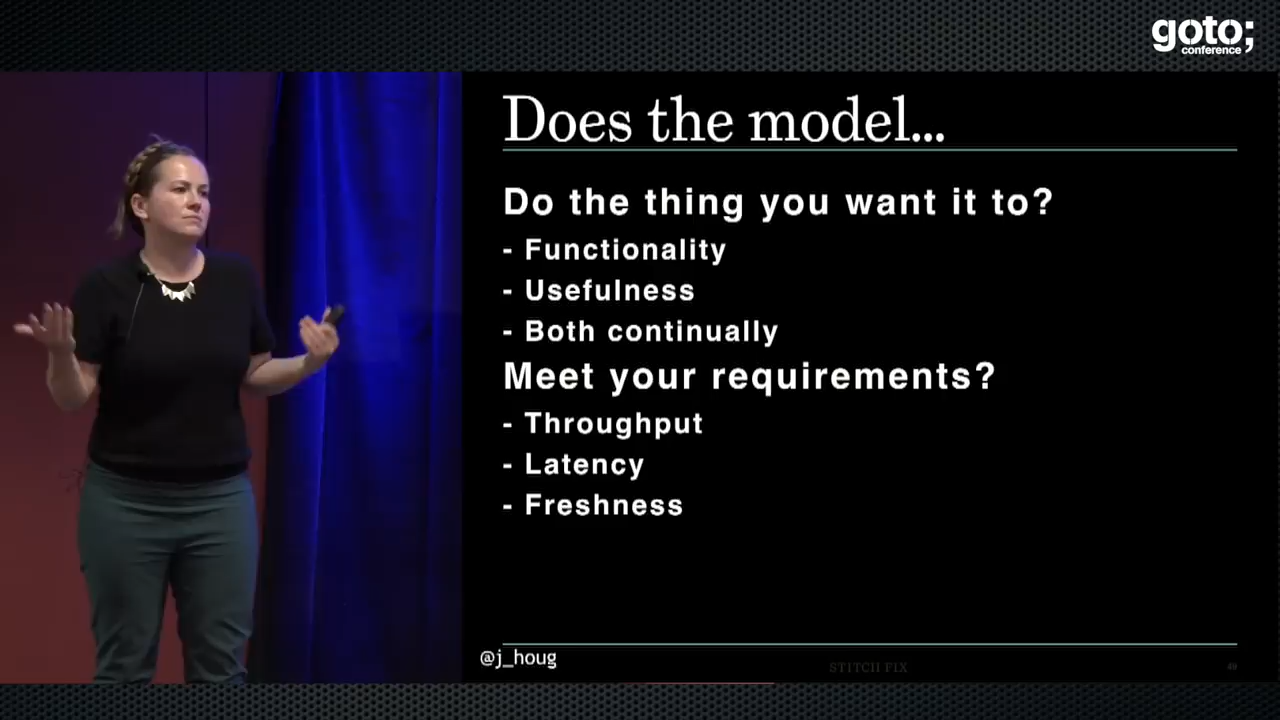 goto;
conference
Does the model...
Do the thing you want it to?
- Functionality
- Usefulness
- Both continually
Meet your requirements?
- Throughput
- Latency
- Freshness
@j_houg
STITCH FIX